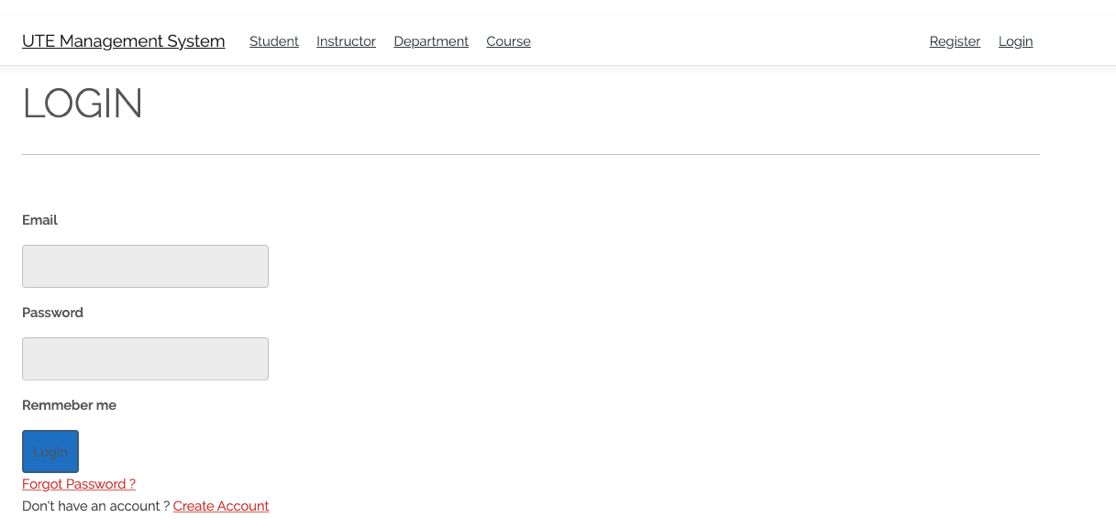 UTE Management System Student Instructor Department Course Register Login
LOGIN
Email
Password
Remmeber me
Login
Forgot Password ?
Don't have an account ? Create Account